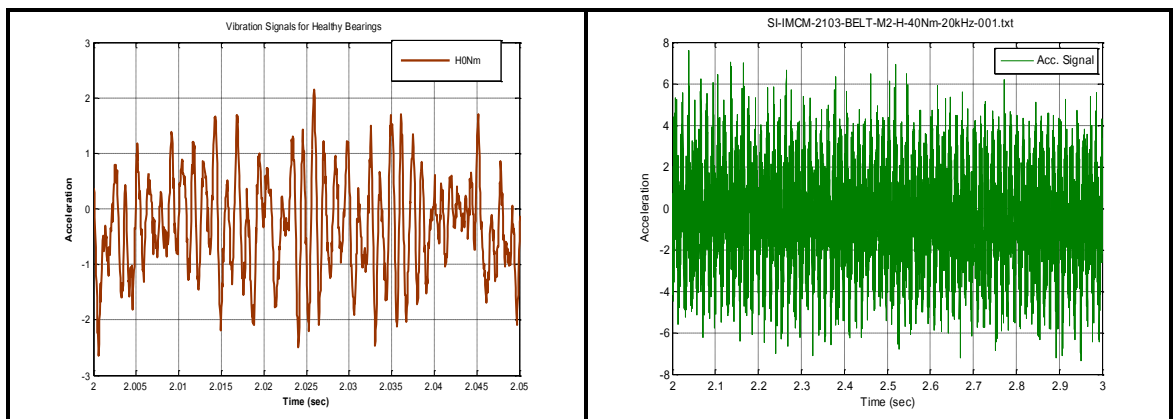 Vibration Signals for Healthy Bearings
H0Nm
3
2
1
0
-1
-2
-3
Acceleration
2 2.005 2.01 2.015 2.02 2.025 2.03 2.035 2.04 2.045 2.05
Time (sec)
SI-IMCM-2103-BELT-M2-H-40Nm-20kHz-001.txt
Acc. Signal
8
6
4
2
0
-2
-4
-6
-8
Acceleration
2 2.1 2.2 2.3 2.4 2.5 2.6 2.7 2.8 2.9 3
Time (sec)